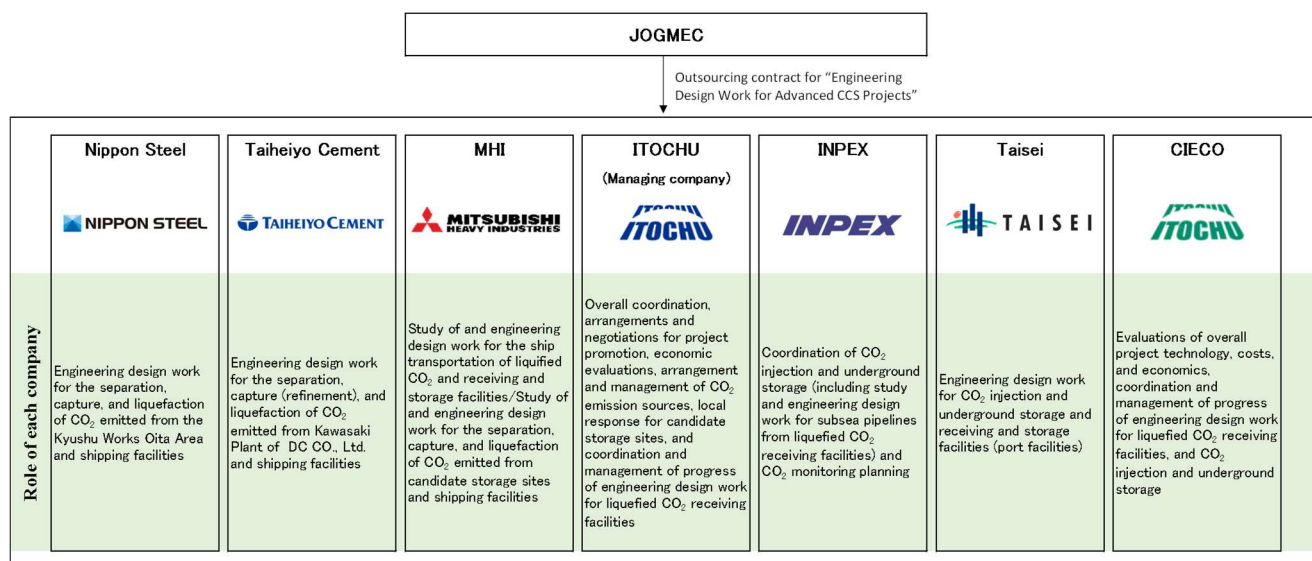 JOGMEC
Outsourcing contract for “Engineering
Design Work for Advanced CCS Projects”
Nippon Steel
NIPPON STEEL
Taiheiyo Cement
TAIHEIYO CEMENT
MHI
MITSUBISHI
HEAVY INDUSTRIES
ITOCHU
(Managing company)
ITOCHU
ITOCHU
INPEX
INPEX
Taisei
TAISEI
CIECO
ITOCHU
ITOCHU
Role of each company
Engineering design work
for the separation,
capture, and liquefaction
of CO₂ emitted from the
Kyushu Works Oita Area
and shipping facilities
Engineering design work
for the separation,
capture (refinement), and
liquefaction of CO₂
emitted from Kawasaki
Plant of DC CO., Ltd.
and shipping facilities
Study of and engineering
design work for the ship
transportation of liquified
CO₂ and receiving and
storage facilities/Study of
and engineering design
work for the separation,
capture, and liquefaction
of CO₂ emitted from
candidate storage sites
and shipping facilities
Overall coordination,
arrangements and
negotiations for project
promotion, economic
evaluations, arrangement
and management of CO₂
emission sources, local
response for candidate
storage sites, and
coordination and
management of progress
of engineering design work
for liquefied CO₂ receiving
facilities
Coordination of CO₂
injection and underground
storage (including study
and engineering design
work for subsea pipelines
from liquefied CO₂
receiving facilities) and
CO₂ monitoring planning
Engineering design work
for CO₂ injection and
underground storage and
receiving and storage
facilities (port facilities)
Evaluations of overall
project technology, costs,
and economics,
coordination and
management of progress
of engineering design work
for liquefied CO₂ receiving
facilities, and CO₂
injection and underground
storage